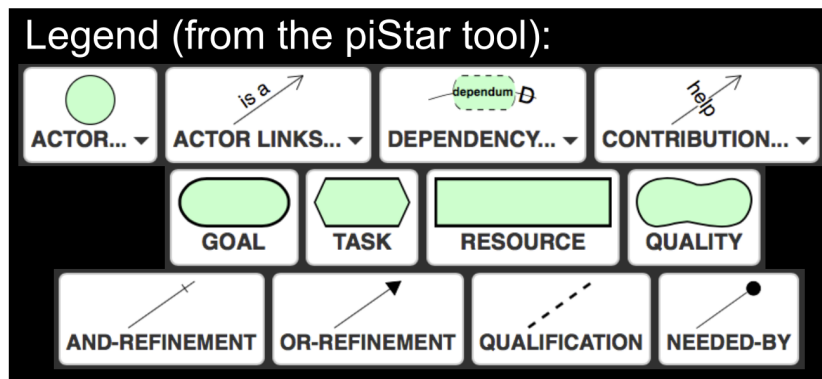 Legend (from the piStar tool):
is a
dependum D
help
ACTOR... ACTOR LINKS... DEPENDENCY... CONTRIBUTION...
GOAL TASK RESOURCE QUALITY
AND-REFINEMENT OR-REFINEMENT QUALIFICATION NEEDED-BY